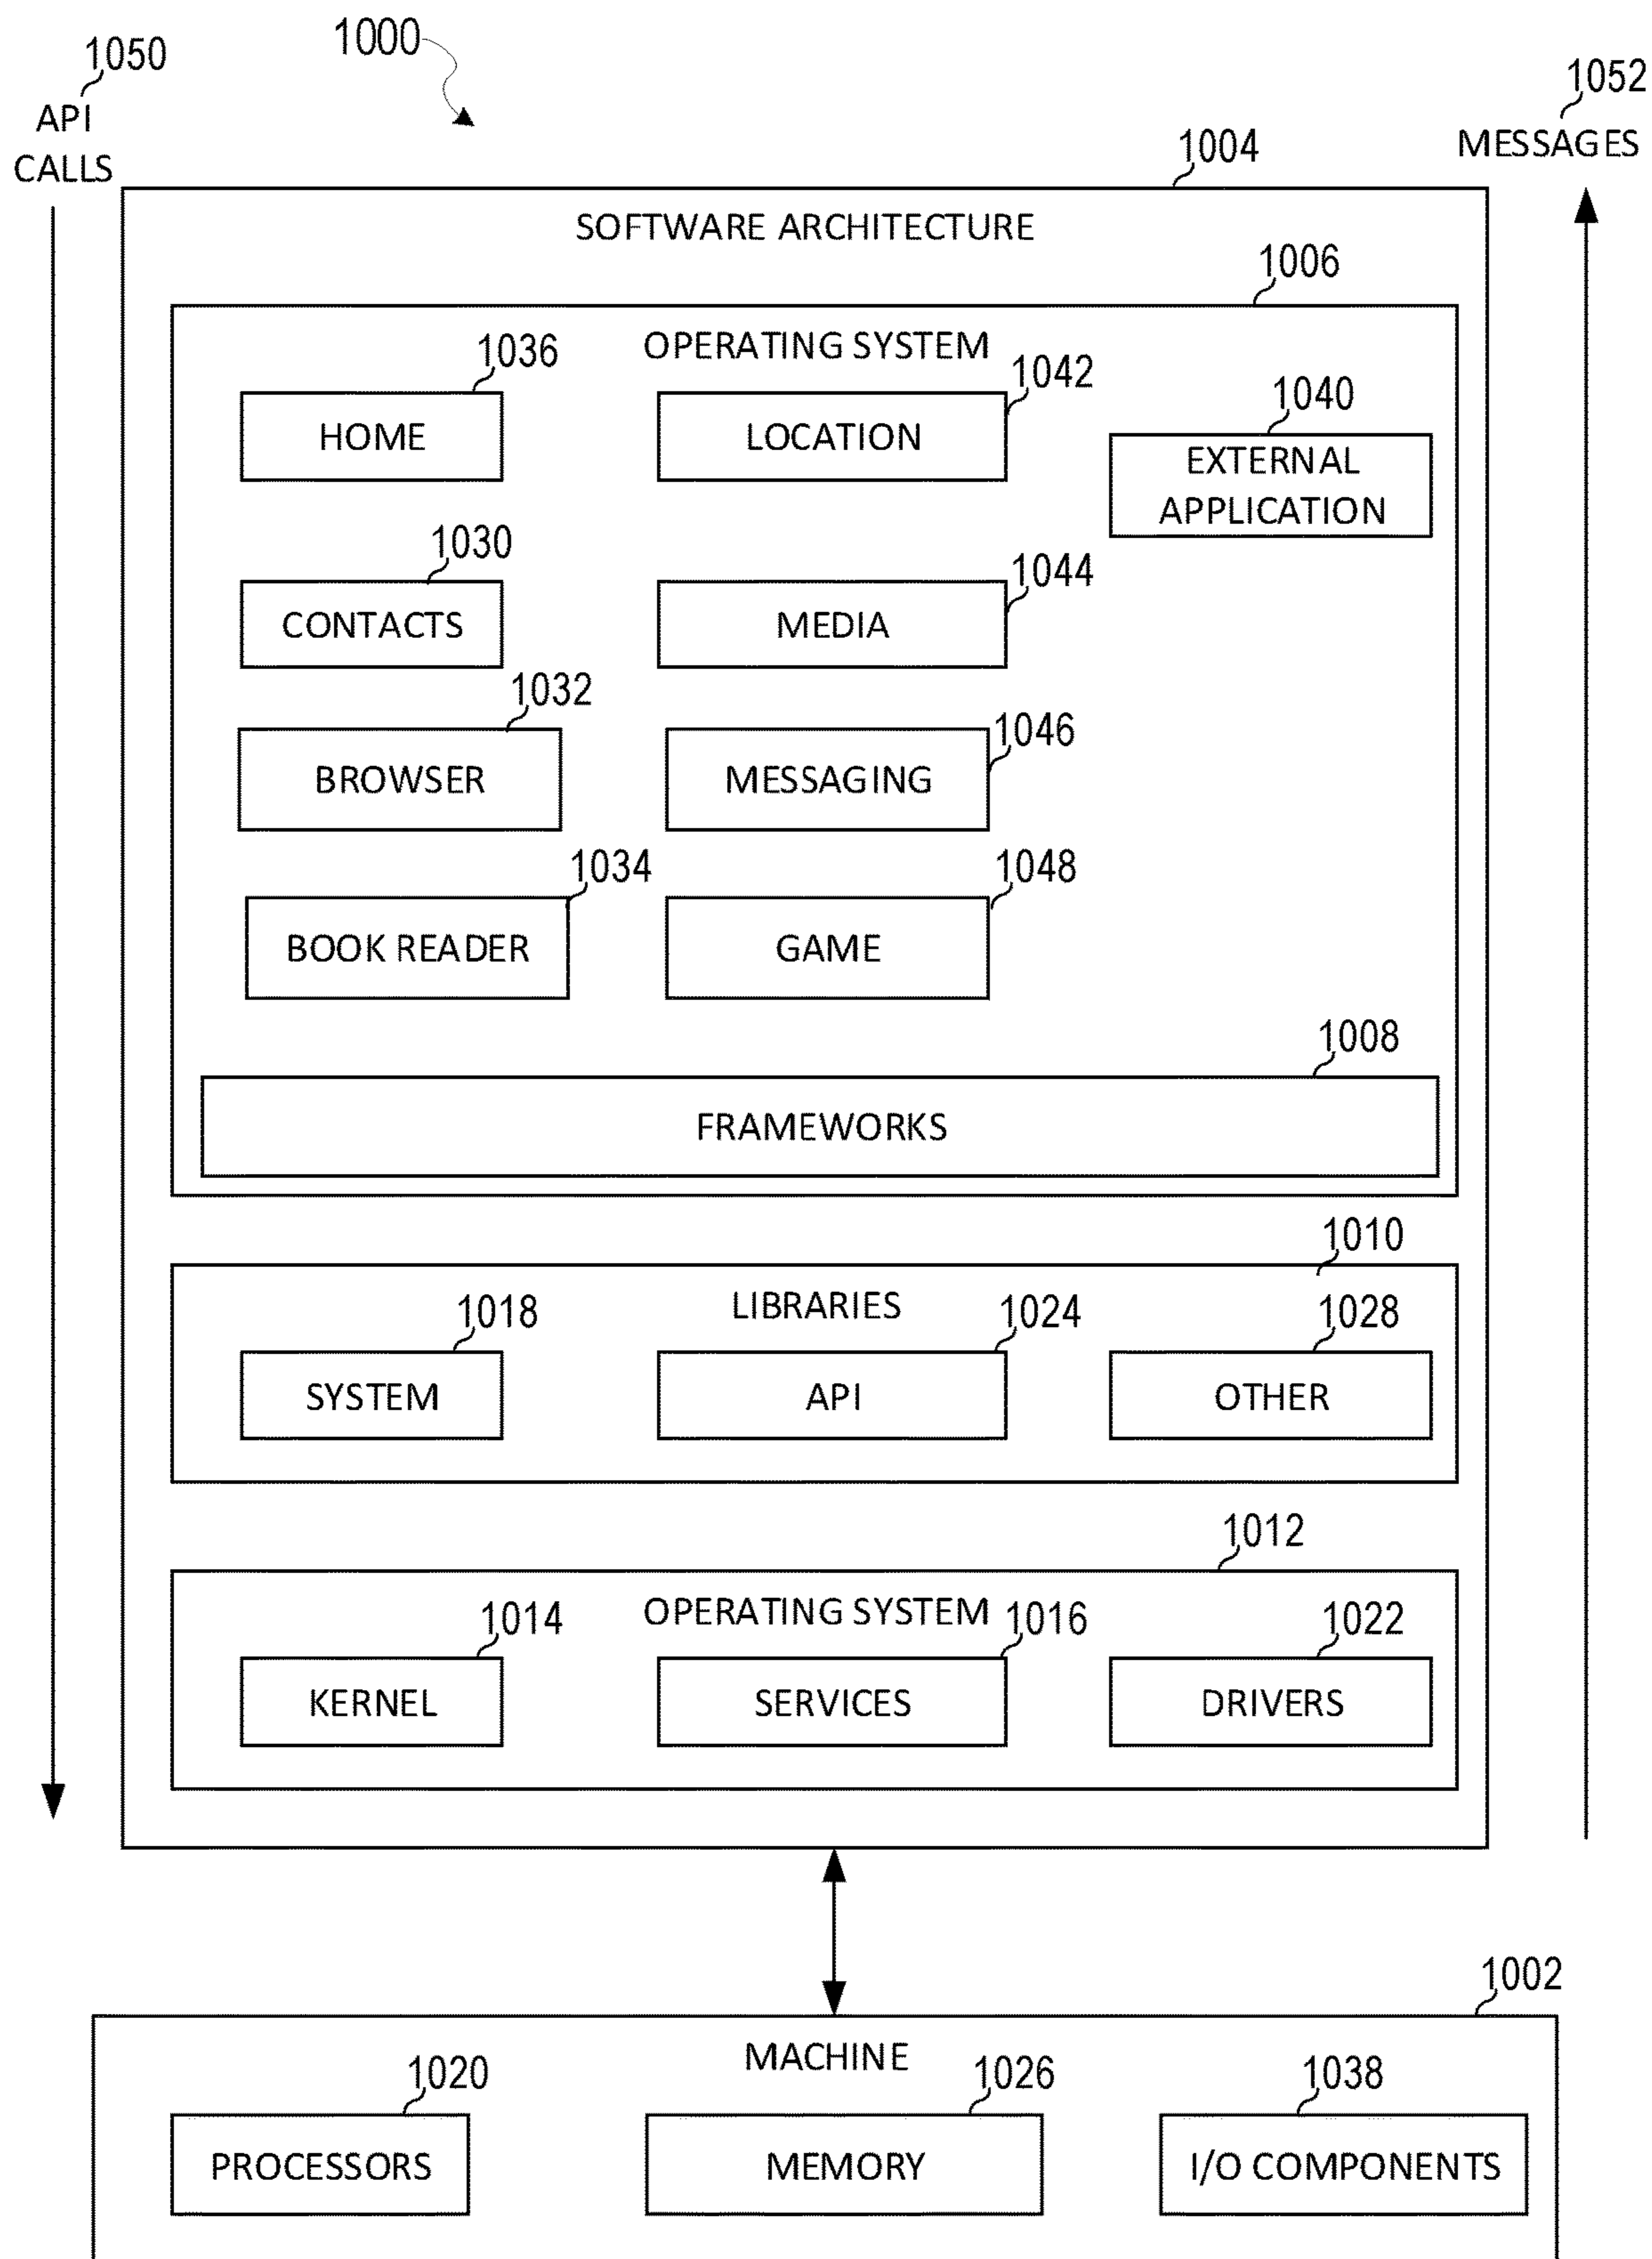 1000
1050
API
CALLS
1052
MESSAGES
1004
SOFTWARE ARCHITECTURE
1006
OPERATING SYSTEM
1036
HOME
1042
LOCATION
1040
EXTERNAL
APPLICATION
1030
CONTACTS
1044
MEDIA
1032
BROWSER
1046
MESSAGING
1034
BOOK READER
1048
GAME
1008
FRAMEWORKS
1010
LIBRARIES
1018
SYSTEM
1024
API
1028
OTHER
1012
OPERATING SYSTEM
1014
KERNEL
1016
SERVICES
1022
DRIVERS
1002
MACHINE
1020
PROCESSORS
1026
MEMORY
1038
I/O COMPONENTS